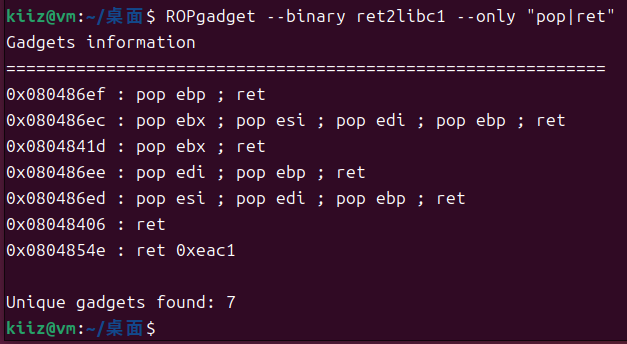 kiiz@vm:~/桌面$ ROPgadget --binary ret2libc1 --only "pop|ret"
Gadgets information
============================================================
0x080486ef : pop ebp ; ret
0x080486ec : pop ebx ; pop esi ; pop edi ; pop ebp ; ret
0x0804841d : pop ebx ; ret
0x080486ee : pop edi ; pop ebp ; ret
0x080486ed : pop esi ; pop edi ; pop ebp ; ret
0x08048406 : ret
0x0804854e : ret 0xeac1

Unique gadgets found: 7
kiiz@vm:~/桌面$